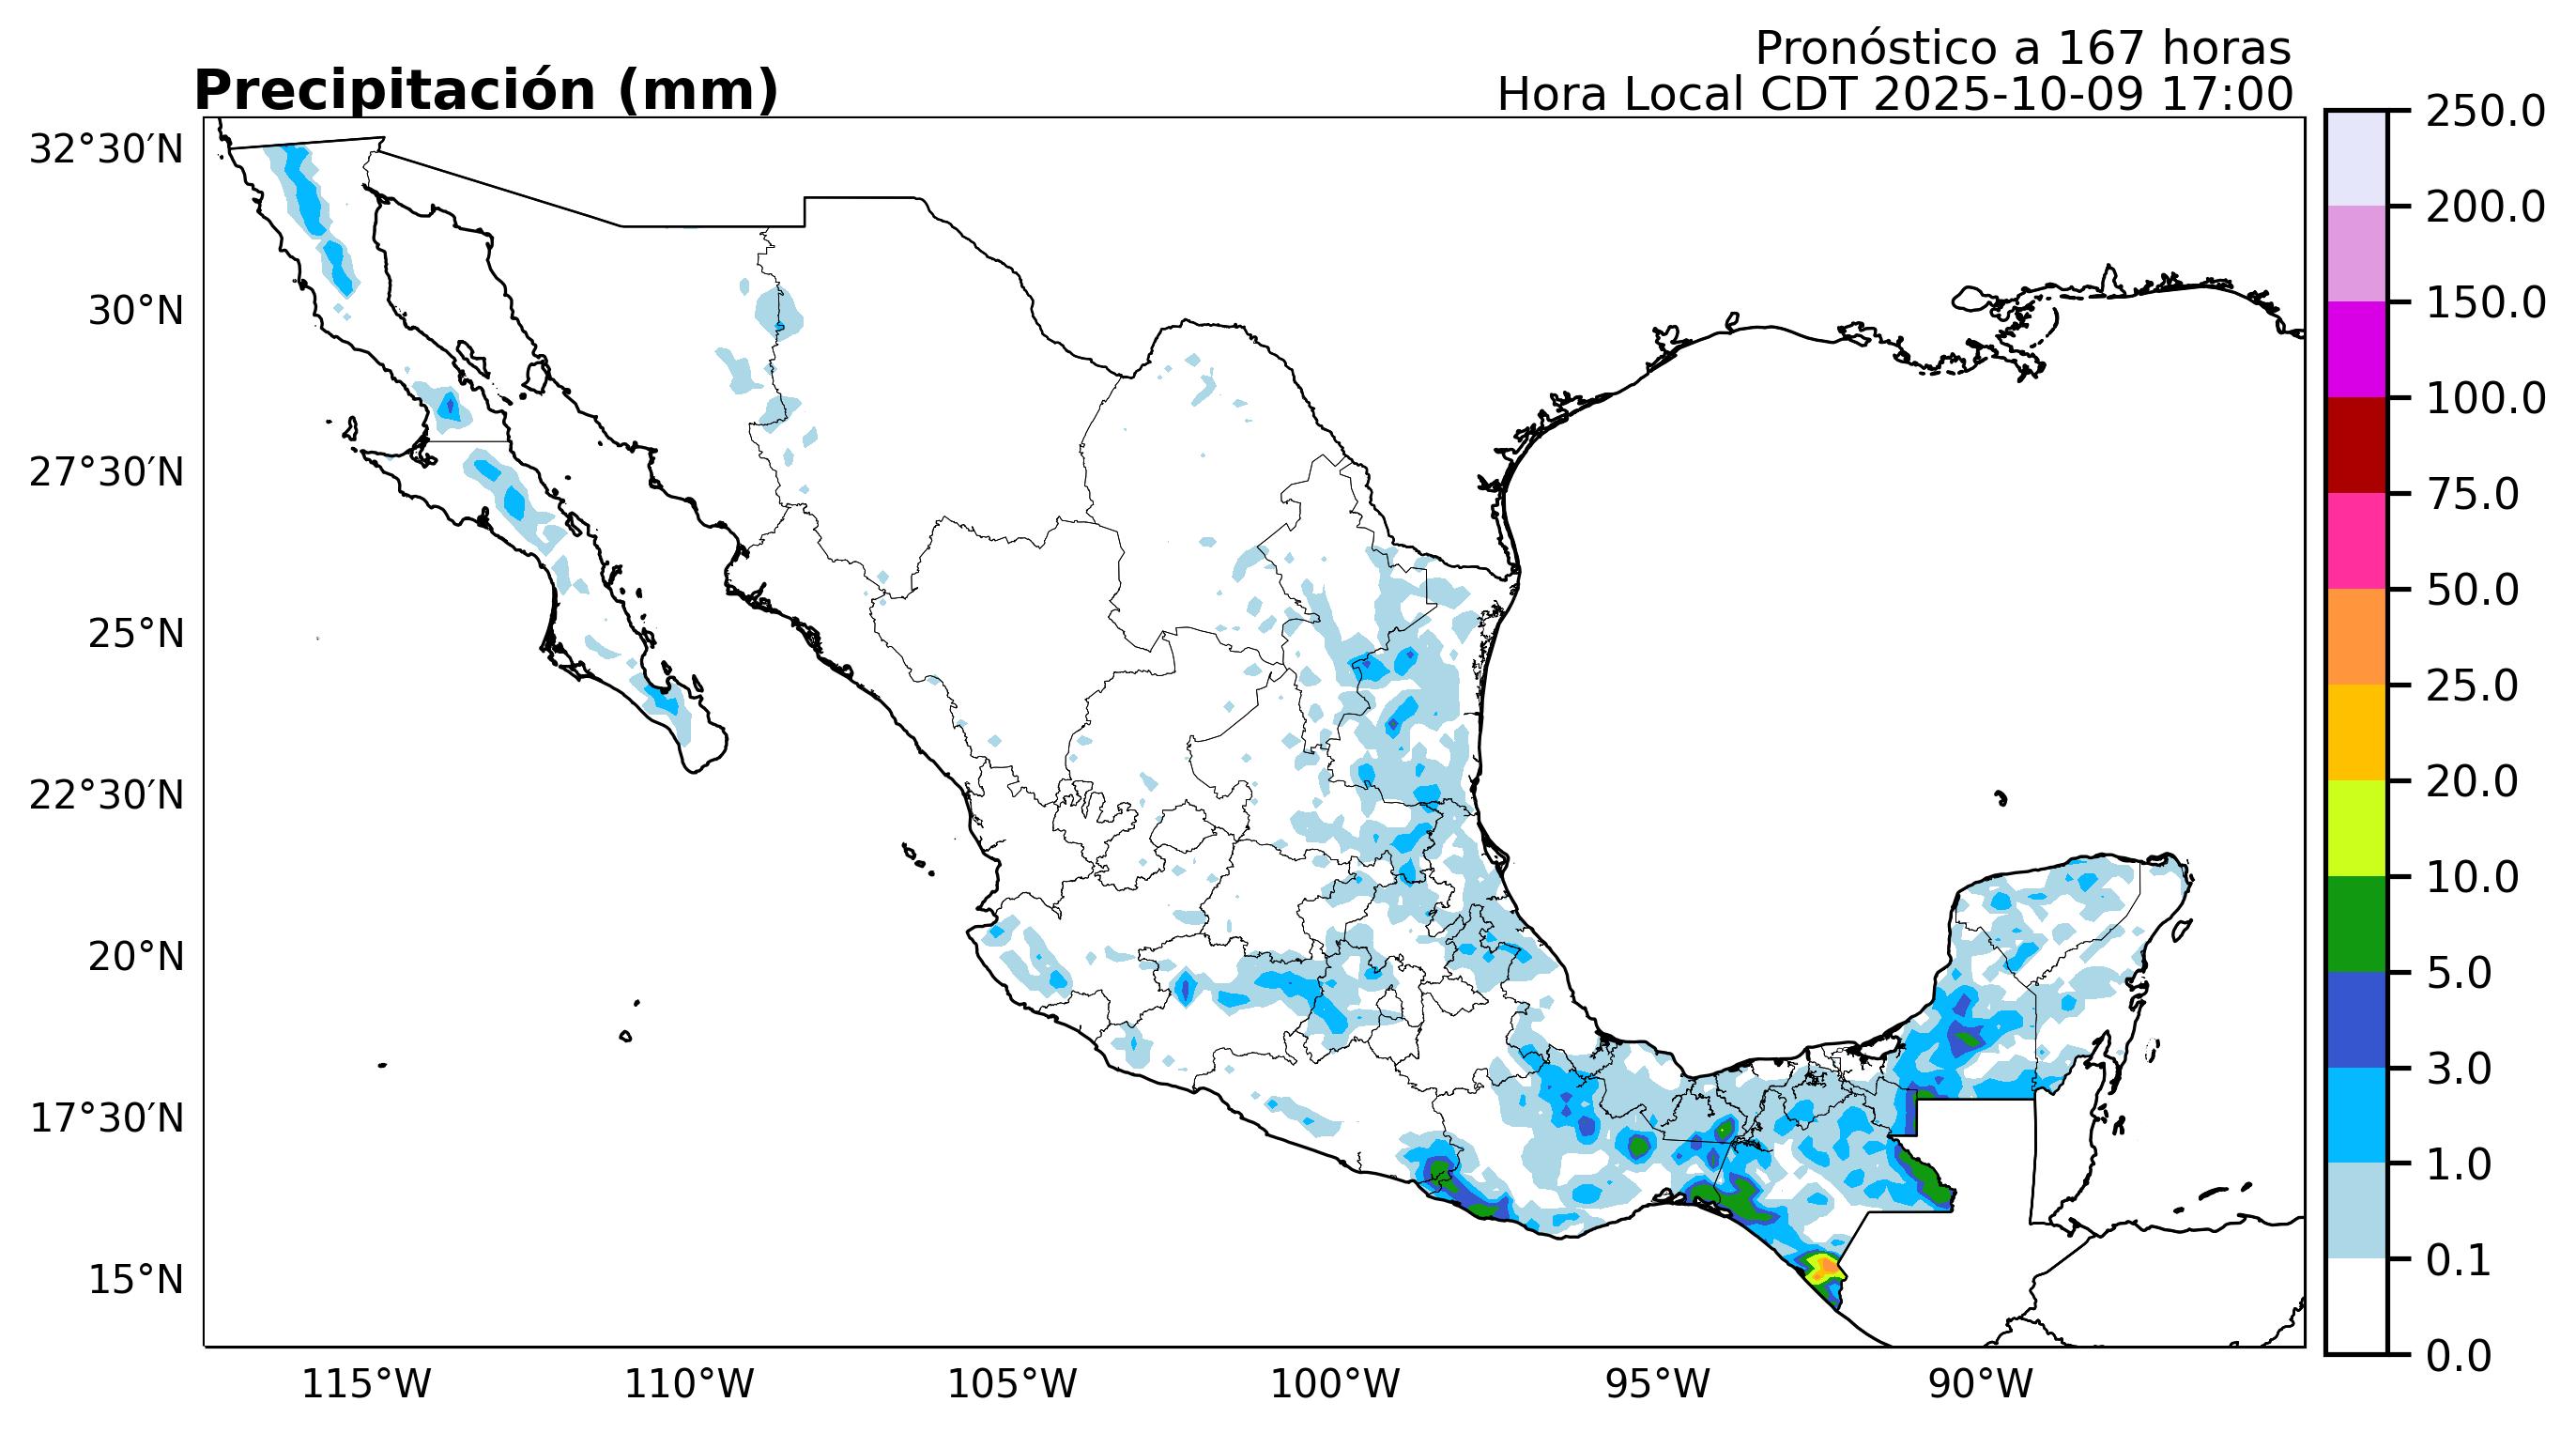 Pronóstico a 167 horas
Precipitación (mm)
Hora Local CDT 2025-10-09 17:00
32°30′N
30°N
27°30′N
25°N
22°30′N
20°N
17°30′N
15°N
115°W
110°W
105°W
100°W
95°W
90°W
250.0
200.0
150.0
100.0
75.0
50.0
25.0
20.0
10.0
5.0
3.0
1.0
0.1
0.0